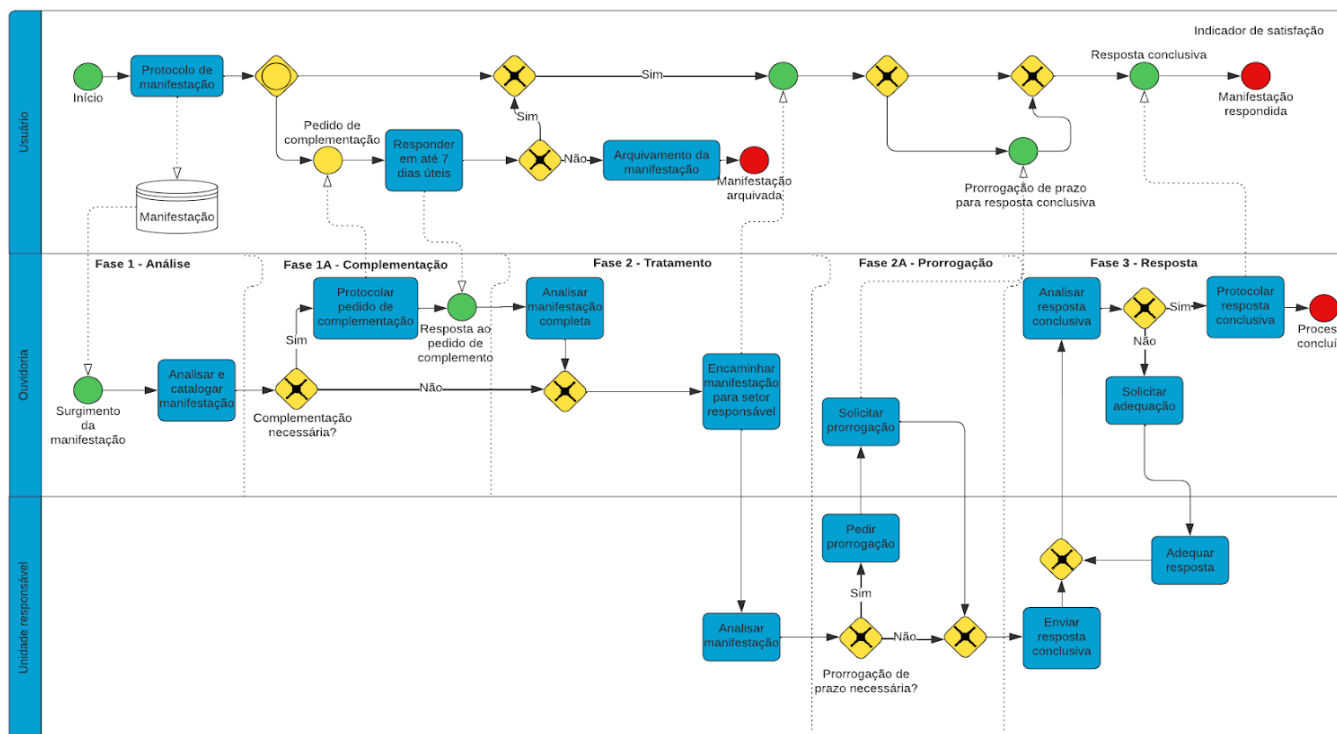 Usuário
Indicador de satisfação
Início
Protocolo de
manifestação
Sim
Resposta conclusiva
Manifestação
respondida
Pedido de
complementação
Responder
em até 7
dias úteis
Sim
Não
Arquivamento da
manifestação
Manifestação
arquivada
Prorrogação de prazo
para resposta conclusiva
Manifestação
Ouvidoria
Fase 1 - Análise
Fase 1A - Complementação
Fase 2 - Tratamento
Fase 2A - Prorrogação
Fase 3 - Resposta
Protocolar
pedido de
complementação
Resposta ao
pedido de
complemento
Analisar
manifestação
completa
Analisar
resposta
conclusiva
Sim
Não
Protocolar
resposta
conclusiva
Proces
concluí
Surgimento
da
manifestação
Analisar e
catalogar
manifestação
Sim
Não
Complementação
necessária?
Encaminhar
manifestação
para setor
responsável
Solicitar
prorrogação
Solicitar
adequação
Unidade responsável
Pedir
prorrogação
Sim
Não
Adequar
resposta
Analisar
manifestação
Prorrogação de
prazo necessária?
Enviar
resposta
conclusiva